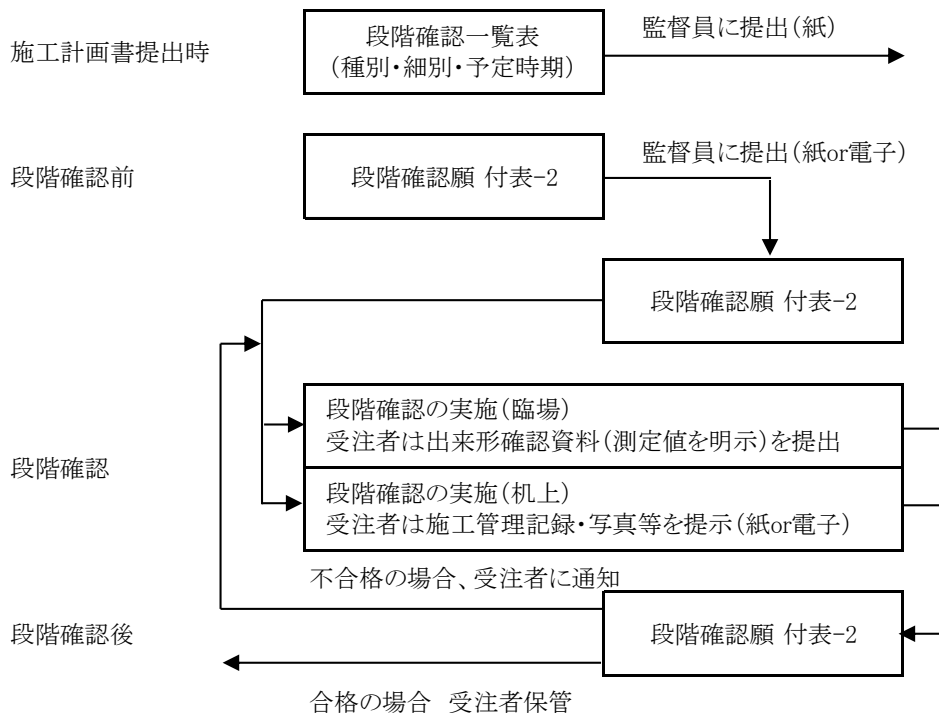 施工計画書提出時
段階確認一覧表
(種別・細別・予定時期)
監督員に提出(紙)
段階確認前
段階確認願 付表-2
監督員に提出(紙or電子)
段階確認願 付表-2
段階確認
段階確認の実施(臨場)
受注者は出来形確認資料(測定値を明示)を提出
段階確認の実施(机上)
受注者は施工管理記録・写真等を提示(紙or電子)
不合格の場合、受注者に通知
段階確認後
段階確認願 付表-2
合格の場合 受注者保管